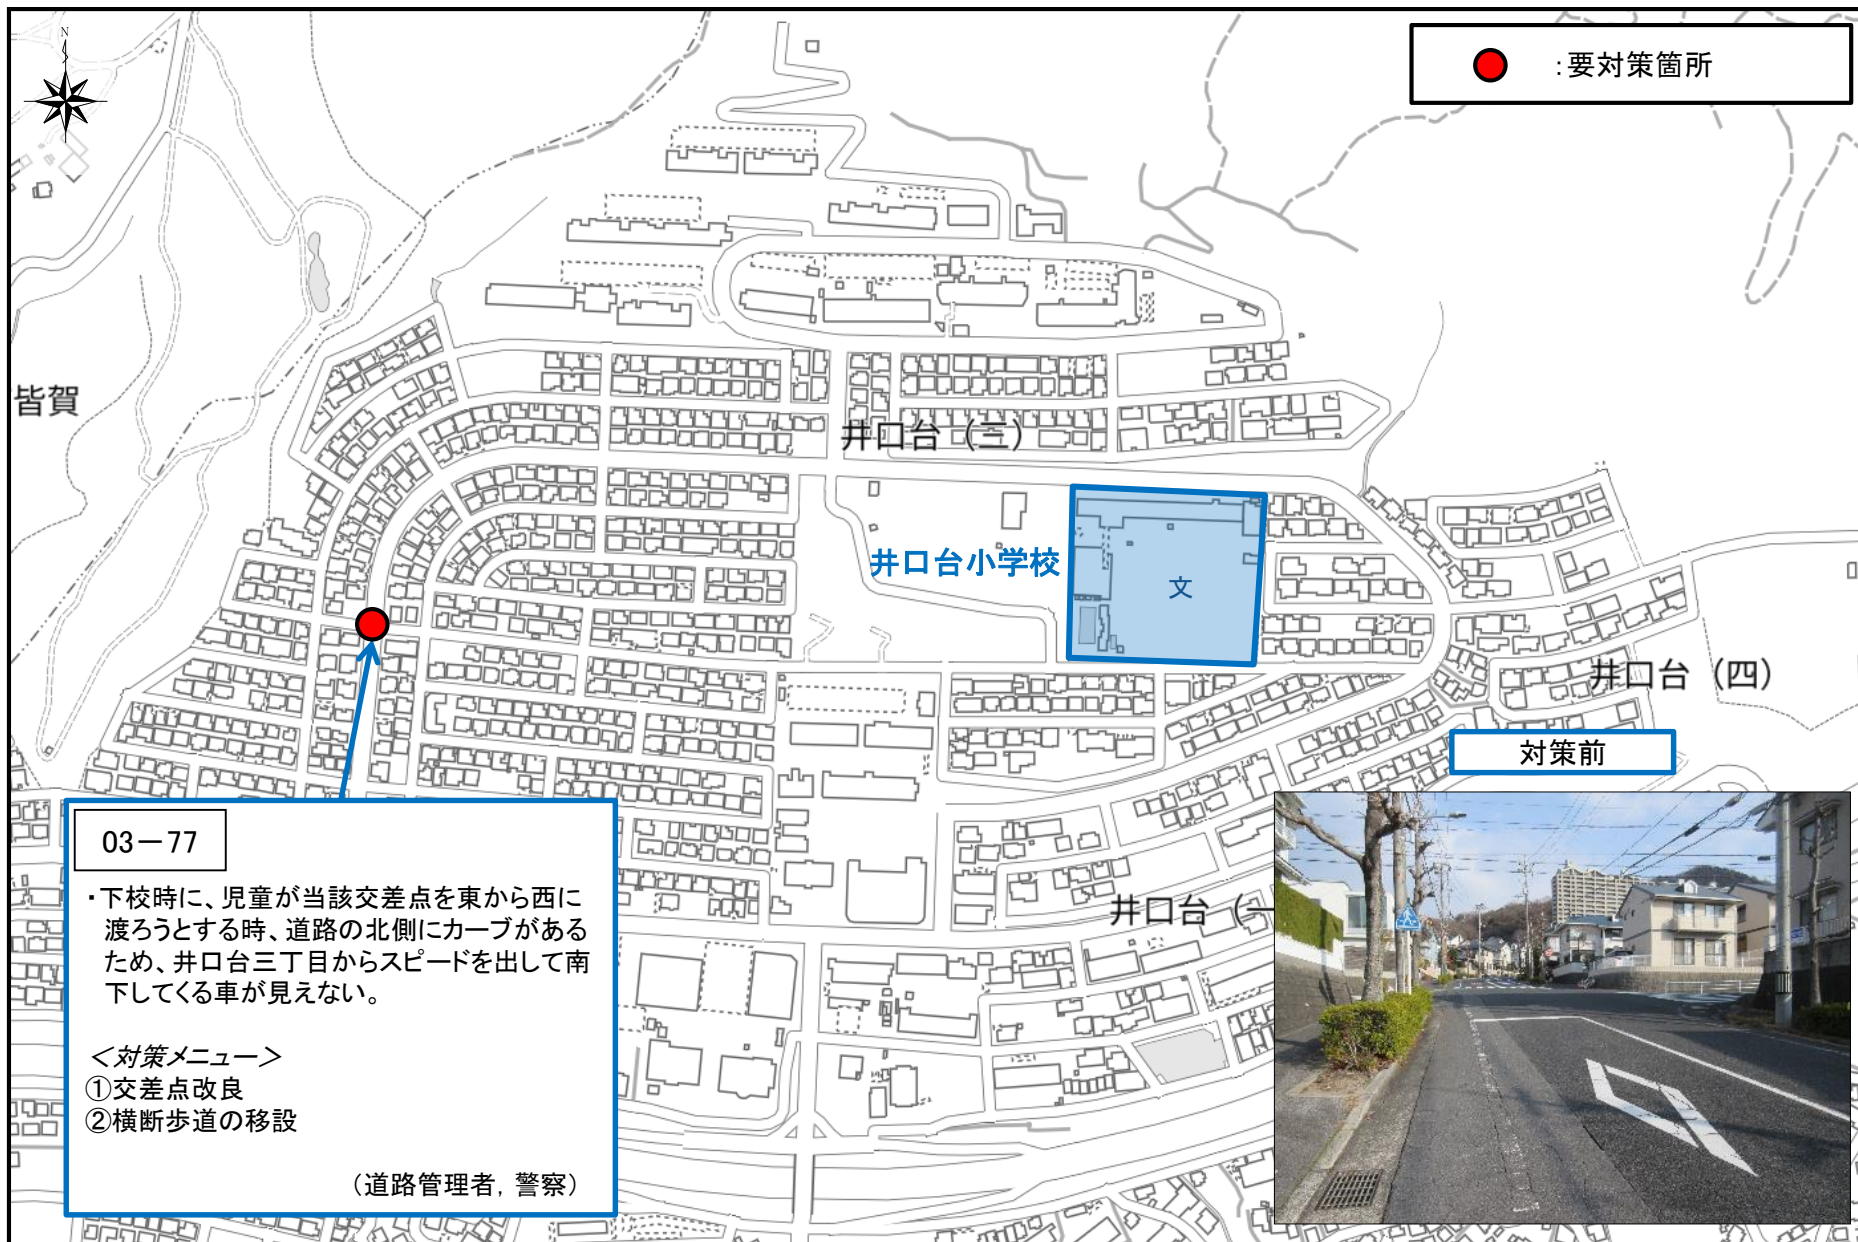 N
:要対策箇所
皆賀
井口台（三）
井口台小学校
文
井口台（四）
対策前
井口台（一
03－77
・下校時に、児童が当該交差点を東から西に
渡ろうとする時、道路の北側にカーブがある
ため、井口台三丁目からスピードを出して南
下してくる車が見えない。
＜対策メニュー＞
①交差点改良
②横断歩道の移設
（道路管理者，警察）